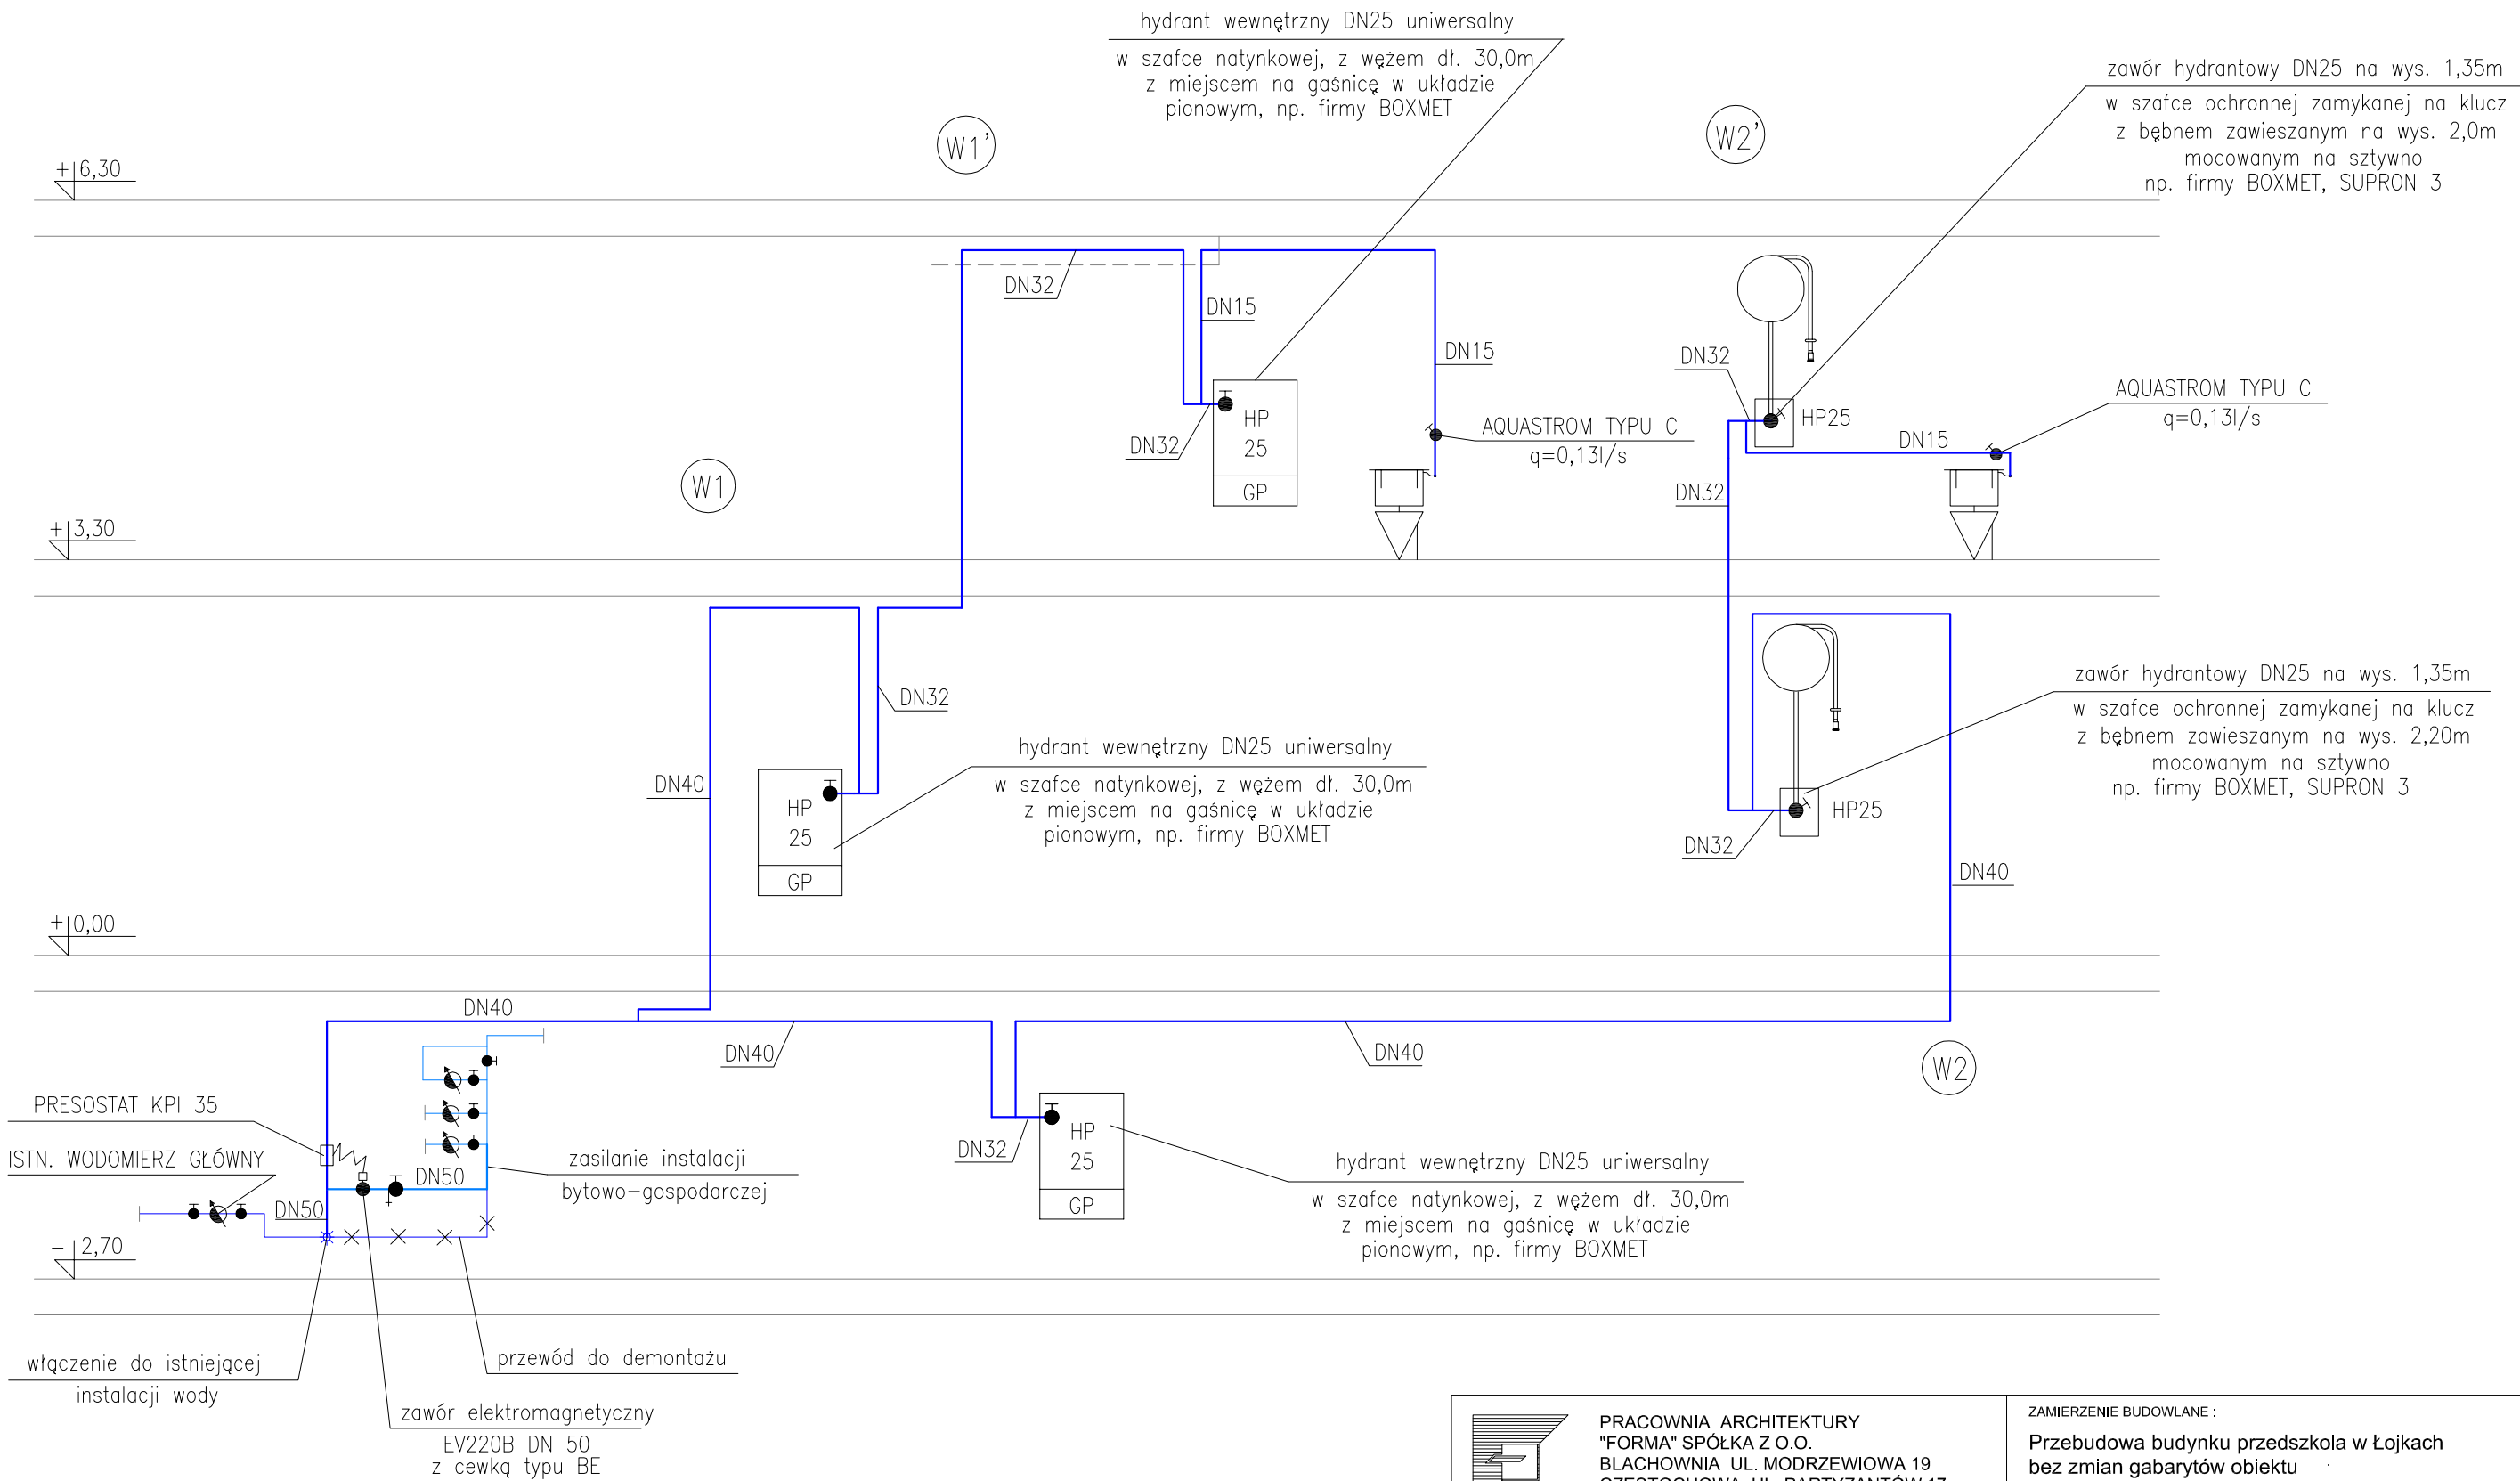 hydrant wewnętrzny DN25 uniwersalny
w szafce natynkowej, z wężem dł. 30,0m
z miejscem na gaśnicę w układzie
pionowym, np. firmy BOXMET
zawór hydrantowy DN25 na wys. 1,35m
w szafce ochronnej zamykanej na klucz
z bębnem zawieszanym na wys. 2,0m
mocowanym na sztywno
np. firmy BOXMET, SUPRON 3
W1'
W2'
+6,30
DN32
DN15
DN15
DN32
DN32
HP
25
GP
AQUASTROM TYPU C
q=0,13l/s
HP25
DN15
AQUASTROM TYPU C
q=0,13l/s
W1
DN32
+3,30
DN32
DN40
HP
25
GP
hydrant wewnętrzny DN25 uniwersalny
w szafce natynkowej, z wężem dł. 30,0m
z miejscem na gaśnicę w układzie
pionowym, np. firmy BOXMET
zawór hydrantowy DN25 na wys. 1,35m
w szafce ochronnej zamykanej na klucz
z bębnem zawieszanym na wys. 2,20m
mocowanym na sztywno
np. firmy BOXMET, SUPRON 3
HP25
DN32
DN40
+0,00
DN40
DN40
DN40
W2
PRESOSTAT KPI 35
ISTN. WODOMIERZ GŁÓWNY
DN50
DN50
zasilanie instalacji
bytowo-gospodarczej
DN32
HP
25
GP
hydrant wewnętrzny DN25 uniwersalny
w szafce natynkowej, z wężem dł. 30,0m
z miejscem na gaśnicę w układzie
pionowym, np. firmy BOXMET
-2,70
włączenie do istniejącej
instalacji wody
przewód do demontażu
zawór elektromagnetyczny
EV220B DN 50
z cewką typu BE
PRACOWNIA ARCHITEKTURY
"FORMA" SPÓŁKA Z O.O.
BLACHOWNIA UL. MODRZEWIOWA 19
CZĘSTOCHOWA UL. PARTYZANTÓW 17
ZAMIERZENIE BUDOWLANE :
Przebudowa budynku przedszkola w Łojkach
bez zmian gabarytów obiektu